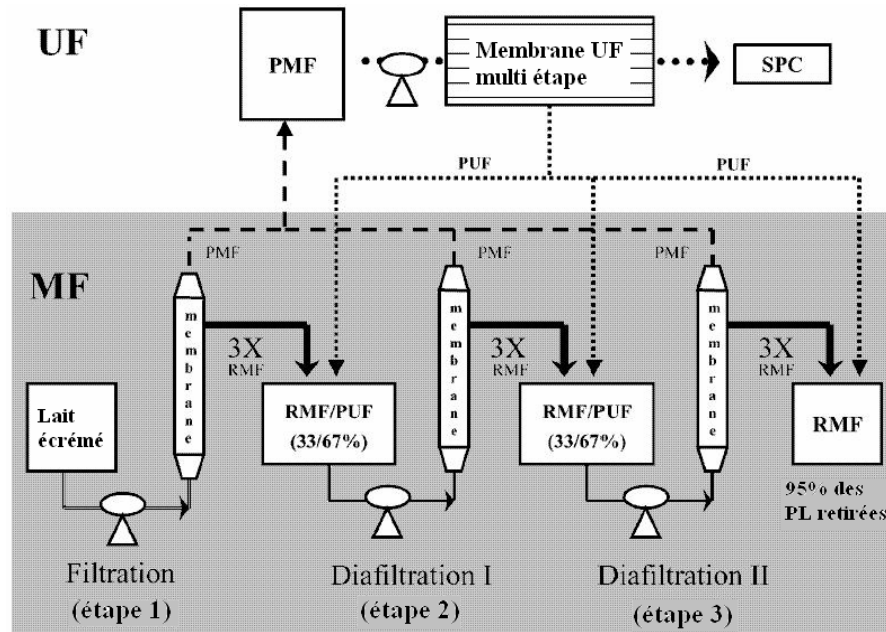 UF
PMF
Membrane UF
multi étape
SPC
PUF
PUF
MF
PMF
PMF
PMF
membrane
membrane
membrane
3X
RMF
3X
RMF
3X
RMF
Lait
écrémé
RMF/PUF
(33/67%)
RMF/PUF
(33/67%)
RMF
95% des
PL retirées
Filtration
(étape 1)
Diafiltration I
(étape 2)
Diafiltration II
(étape 3)